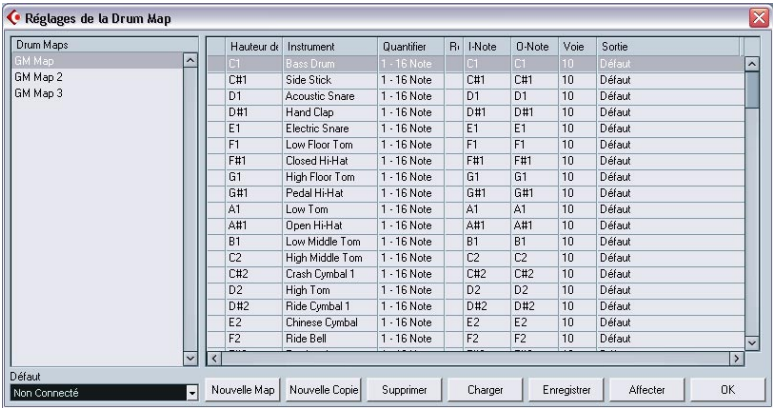 Réglages de la Drum Map
Drum Maps
GM Map
GM Map 2
GM Map 3
Hauteur de Instrument Quantifier I-Note O-Note Voie Sortie
C1 Bass Drum 1 - 16 Note C1 C1 10 Défaut
C#1 Side Stick 1 - 16 Note C#1 C#1 10 Défaut
D1 Acoustic Snare 1 - 16 Note D1 D1 10 Défaut
D#1 Hand Clap 1 - 16 Note D#1 D#1 10 Défaut
E1 Electric Snare 1 - 16 Note E1 E1 10 Défaut
F1 Low Floor Tom 1 - 16 Note F1 F1 10 Défaut
F#1 Closed Hi-Hat 1 - 16 Note F#1 F#1 10 Défaut
G1 High Floor Tom 1 - 16 Note G1 G1 10 Défaut
G#1 Pedal Hi-Hat 1 - 16 Note G#1 G#1 10 Défaut
A1 Low Tom 1 - 16 Note A1 A1 10 Défaut
A#1 Open Hi-Hat 1 - 16 Note A#1 A#1 10 Défaut
B1 Low Middle Tom 1 - 16 Note B1 B1 10 Défaut
C2 High Middle Tom 1 - 16 Note C2 C2 10 Défaut
C#2 Crash Cymbal 1 1 - 16 Note C#2 C#2 10 Défaut
D2 High Tom 1 - 16 Note D2 D2 10 Défaut
D#2 Ride Cymbal 1 1 - 16 Note D#2 D#2 10 Défaut
E2 Chinese Cymbal 1 - 16 Note E2 E2 10 Défaut
F2 Ride Bell 1 - 16 Note F2 F2 10 Défaut
Défaut
Non Connecté
Nouvelle Map Nouvelle Copie Supprimer Charger Enregistrer Affecter OK